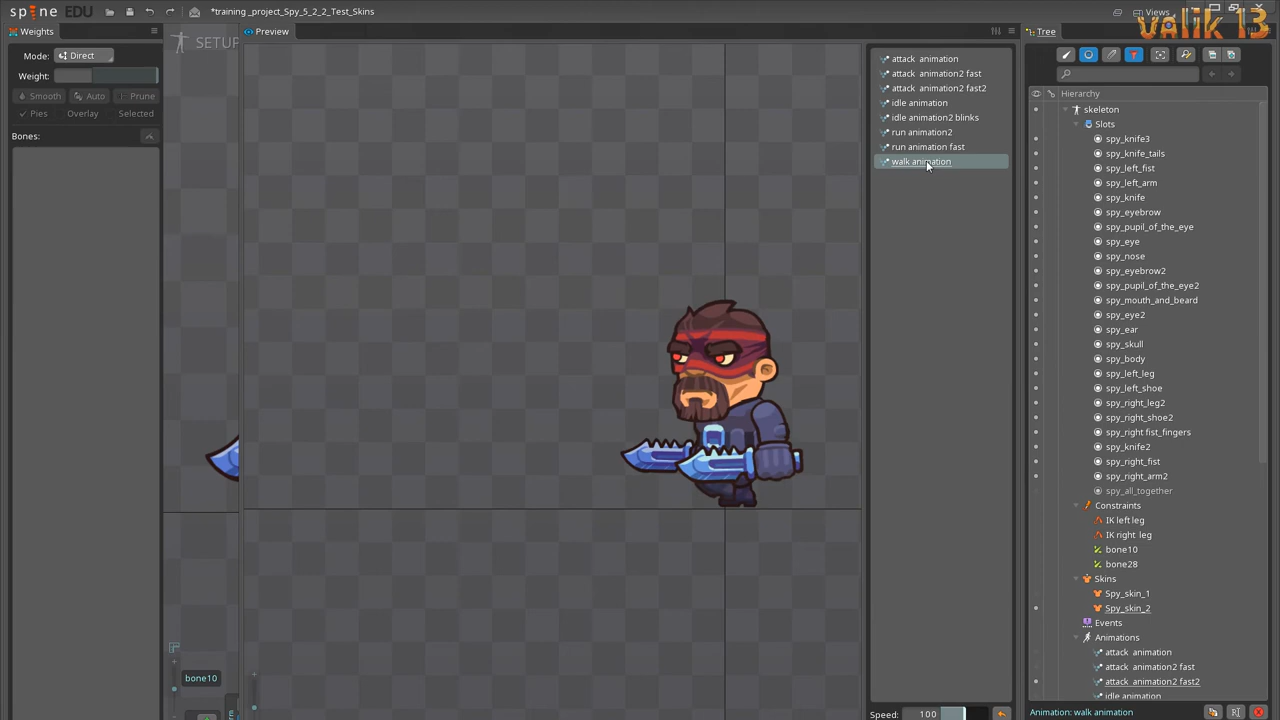 spine EDU
*training_project_Spy_5_2_2_Test_Skins
Views
valik 13
Weights
SETUP
Preview
Tree
Mode:
Direct
Weight:
Smooth
Auto
Prune
Pies
Overlay
Selected
Bones:
bone10
attack animation
attack animation2 fast
attack animation2 fast2
idle animation
idle animation2 blinks
run animation2
run animation fast
walk animation
Speed:
100
Hierarchy
skeleton
Slots
spy_knife3
spy_knife_tails
spy_left_fist
spy_left_arm
spy_knife
spy_eyebrow
spy_pupil_of_the_eye
spy_eye
spy_nose
spy_eyebrow2
spy_pupil_of_the_eye2
spy_mouth_and_beard
spy_eye2
spy_ear
spy_skull
spy_body
spy_left_leg
spy_left_shoe
spy_right_leg2
spy_right_shoe2
spy_right fist_fingers
spy_knife2
spy_right_fist
spy_right_arm2
spy_all_together
Constraints
IK left leg
IK right leg
bone10
bone28
Skins
Spy_skin_1
Spy_skin_2
Events
Animations
attack animation
attack animation2 fast
attack animation2 fast2
idle animation
Animation: walk animation